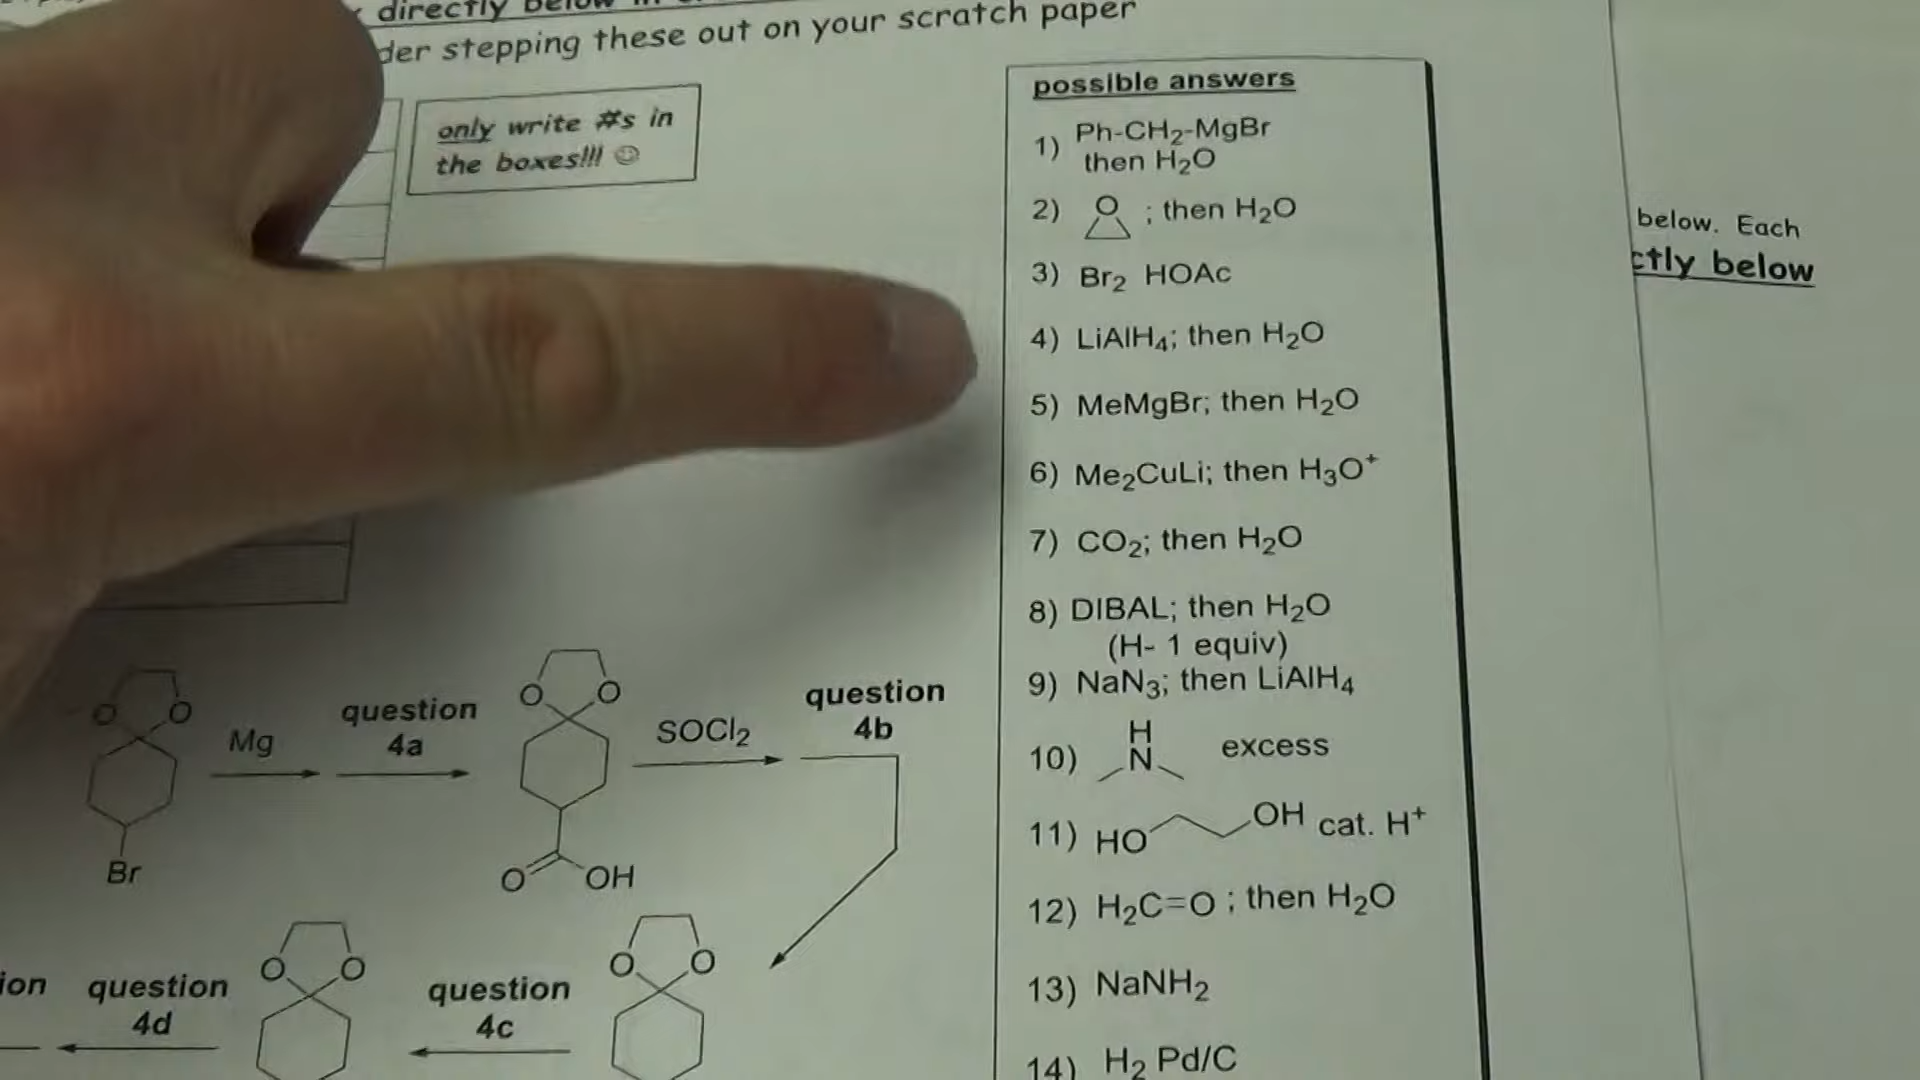 directly below
der stepping these out on your scratch paper
only write #s in
the boxes!!! ☺
possible answers
1) Ph-CH₂-MgBr
then H₂O
2) O ; then H₂O
3) Br₂ HOAc
4) LiAlH₄; then H₂O
5) MeMgBr; then H₂O
6) Me₂CuLi; then H₃O⁺
7) CO₂; then H₂O
8) DIBAL; then H₂O
(H- 1 equiv)
9) NaN₃; then LiAlH₄
10) H
N excess
11) HO OH cat. H⁺
12) H₂C=O ; then H₂O
13) NaNH₂
14) H₂ Pd/C
below. Each
ctly below
O O
Br
Mg
question
4a
O O
O OH
SOCl₂
question
4b
ion
question
4d
O O
question
4c
O O